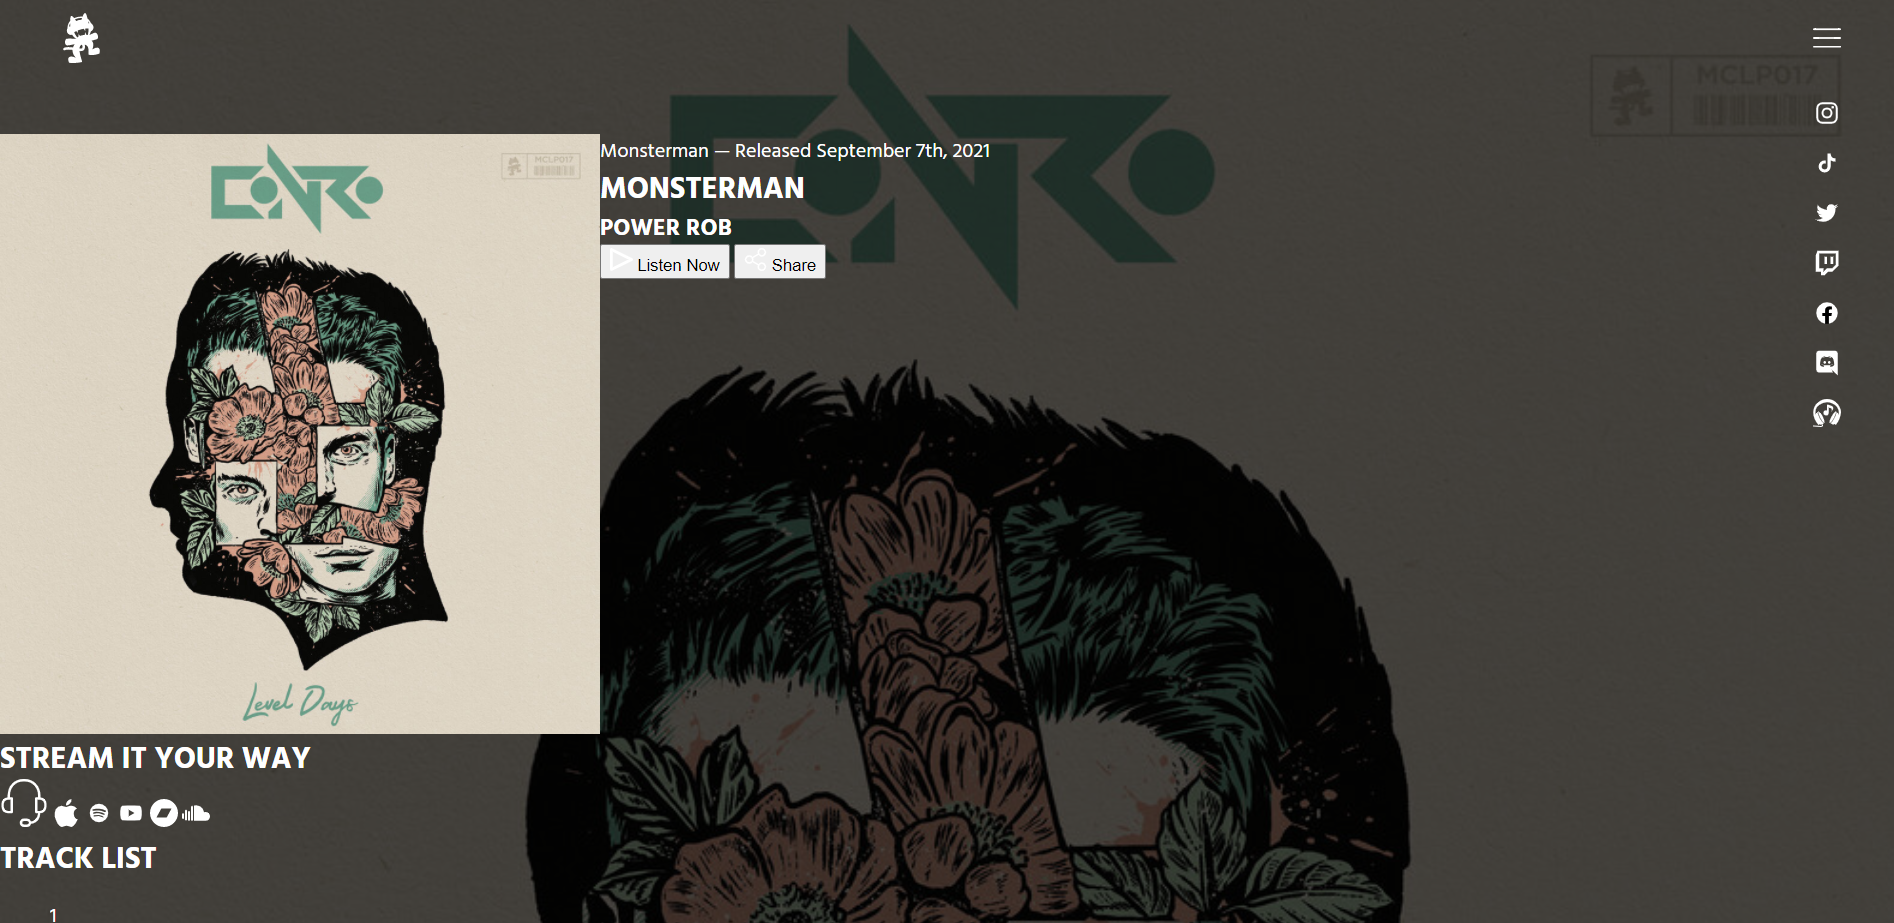 CONRO
MCLP017
CONRO
MCLP017
Monsterman — Released September 7th, 2021
MONSTERMAN
POWER ROB
Listen Now
Share
Level Days
STREAM IT YOUR WAY
TRACK LIST
1